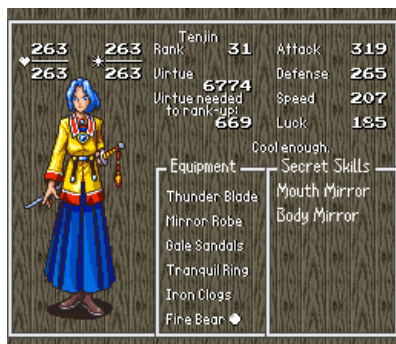 Tenjin
263 263 Rank 31 Attack 319
263 263 Virtue 6774 Defense 265
Virtue needed to rank-up: 669 Speed 207
Luck 185
Cool enough.
Equipment
Thunder Blade
Mirror Robe
Gale Sandals
Tranquil Ring
Iron Clogs
Fire Bear
Secret Skills
Mouth Mirror
Body Mirror